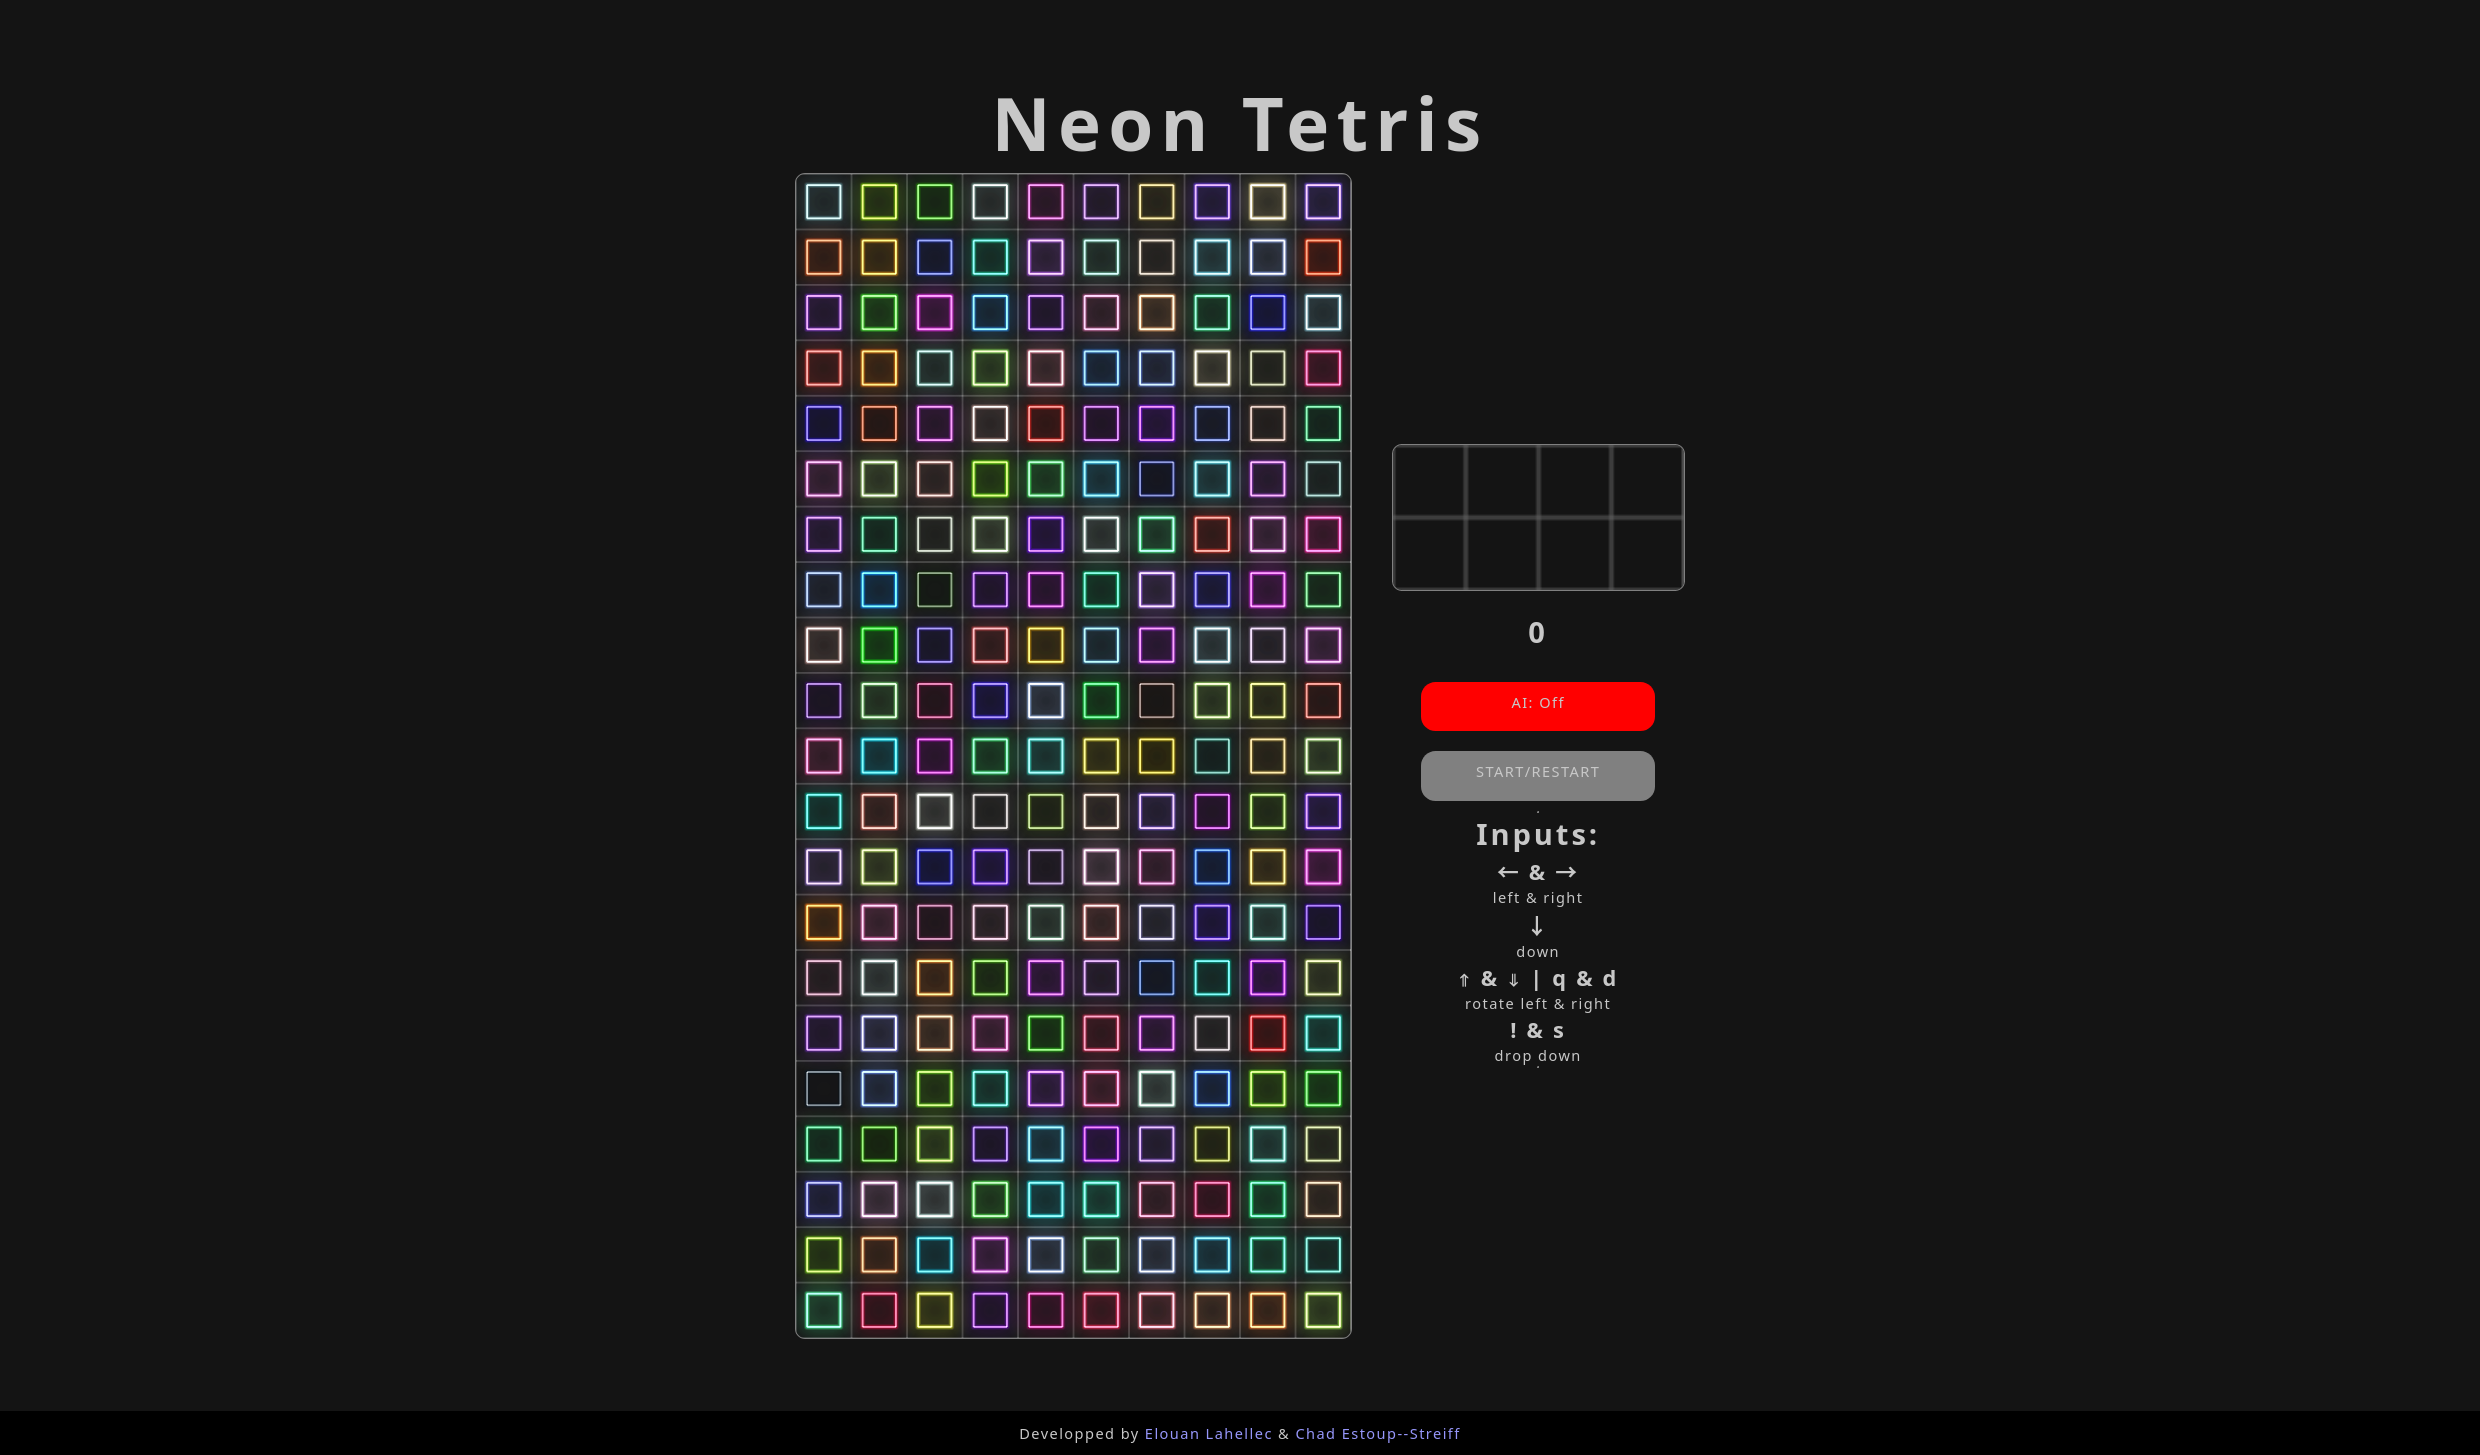 Neon Tetris
0
AI: Off
START/RESTART
Inputs:
← & →
left & right
↓
down
⇑ & ⇓ | q & d
rotate left & right
! & s
drop down
Developped by Elouan Lahellec & Chad Estoup--Streiff